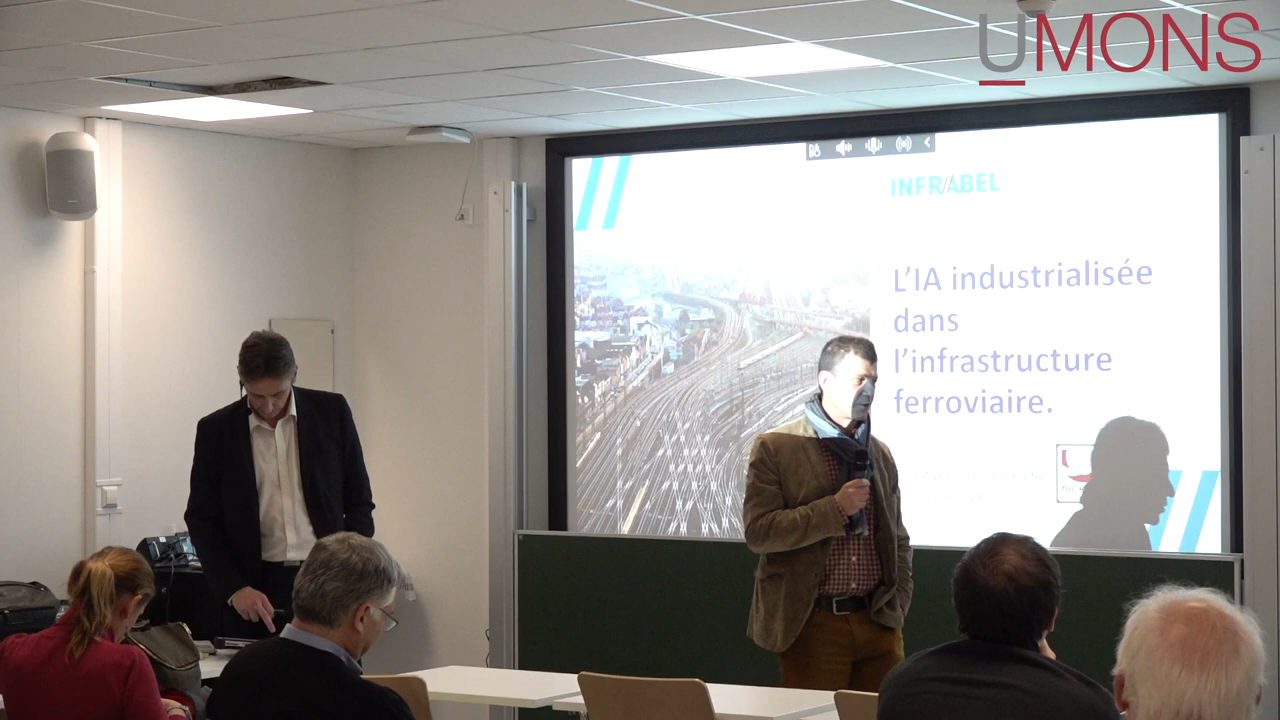 UMONS
INFRABEL
L'IA industrialisée
dans
l'infrastructure
ferroviaire.